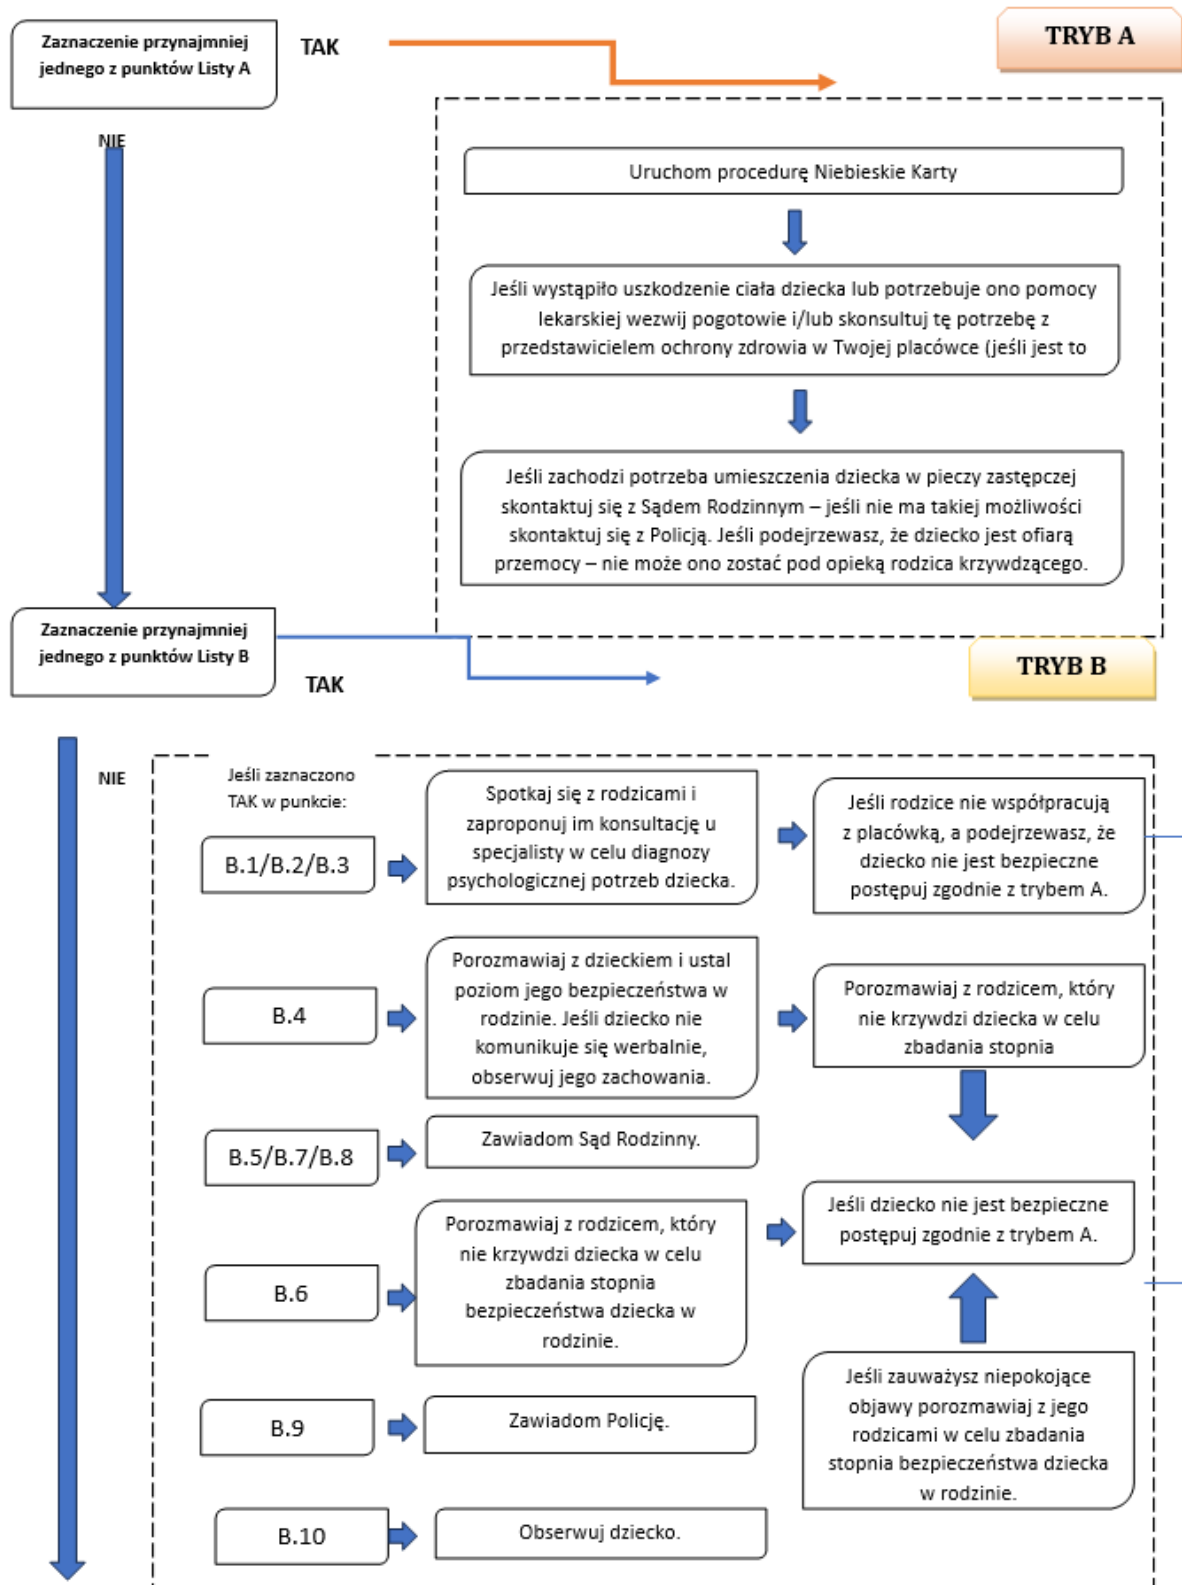 Zaznaczenie przynajmniej
jednego z punktów Listy A
TAK
TRYB A
NIE
Uruchom procedurę Niebieskie Karty
Jeśli wystąpiło uszkodzenie ciała dziecka lub potrzebuje ono pomocy
lekarskiej wezwij pogotowie i/lub skonsultuj tę potrzebę z
przedstawicielem ochrony zdrowia w Twojej placówce (jeśli jest to
Jeśli zachodzi potrzeba umieszczenia dziecka w pieczy zastępczej
skontaktuj się z Sądem Rodzinnym – jeśli nie ma takiej możliwości
skontaktuj się z Policją. Jeśli podejrzewasz, że dziecko jest ofiarą
przemocy – nie może ono zostać pod opieką rodzica krzywdzącego.
Zaznaczenie przynajmniej
jednego z punktów Listy B
TAK
TRYB B
NIE
Jeśli zaznaczono
TAK w punkcie:
B.1/B.2/B.3
Spotkaj się z rodzicami i
zaproponuj im konsultację u
specjalisty w celu diagnozy
psychologicznej potrzeb dziecka.
Jeśli rodzice nie współpracują
z placówką, a podejrzewasz, że
dziecko nie jest bezpieczne
postępuj zgodnie z trybem A.
B.4
Porozmawiaj z dzieckiem i ustal
poziom jego bezpieczeństwa w
rodzinie. Jeśli dziecko nie
komunikuje się werbalnie,
obserwuj jego zachowania.
Porozmawiaj z rodzicem, który
nie krzywdzi dziecka w celu
zbadania stopnia
B.5/B.7/B.8
Zawiadom Sąd Rodzinny.
Jeśli dziecko nie jest bezpieczne
postępuj zgodnie z trybem A.
B.6
Porozmawiaj z rodzicem, który
nie krzywdzi dziecka w celu
zbadania stopnia
bezpieczeństwa dziecka w
rodzinie.
Jeśli zauważysz niepokojące
objawy porozmawiaj z jego
rodzicami w celu zbadania
stopnia bezpieczeństwa dziecka
w rodzinie.
B.9
Zawiadom Policję.
B.10
Obserwuj dziecko.